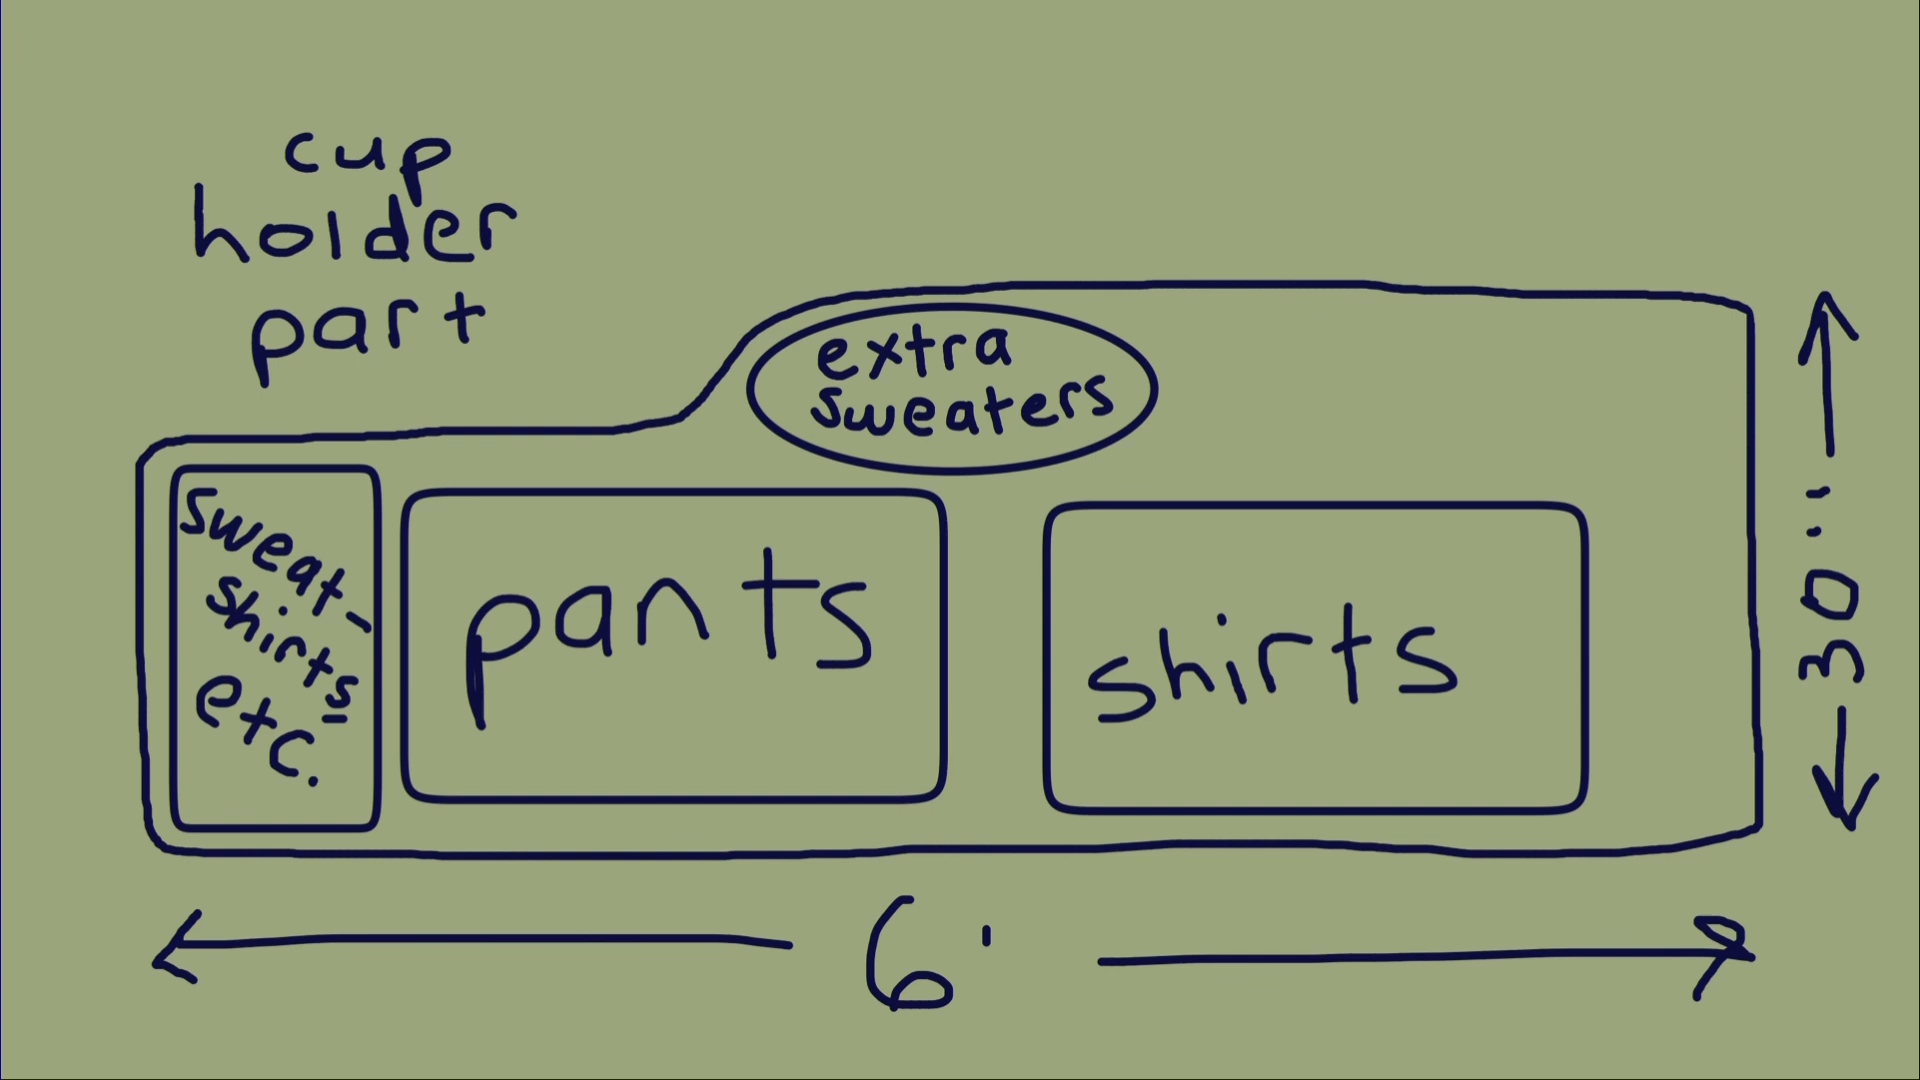 cup
holder
part
extra
sweaters
sweat-
shirts
etc.
pants
shirts
30"
6'